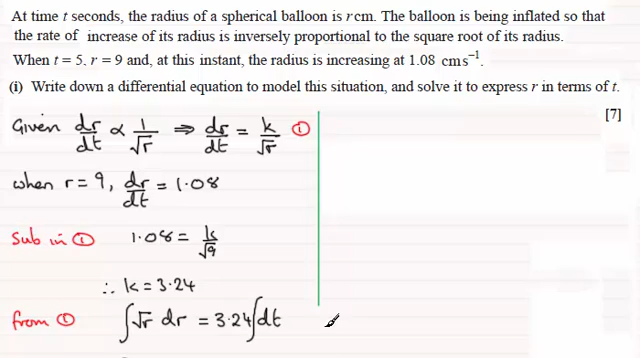 At time t seconds, the radius of a spherical balloon is r cm. The balloon is being inflated so that
the rate of increase of its radius is inversely proportional to the square root of its radius.
When t = 5, r = 9 and, at this instant, the radius is increasing at 1.08 cm s⁻¹.
(i) Write down a differential equation to model this situation, and solve it to express r in terms of t.
[7]
Given dr/dt ∝ 1/√r ⇒ dr/dt = k/√r ①
when r = 9, dr/dt = 1.08
Sub in ① 1.08 = k/√9
∴ k = 3.24
from ① ∫√r dr = 3.24∫dt